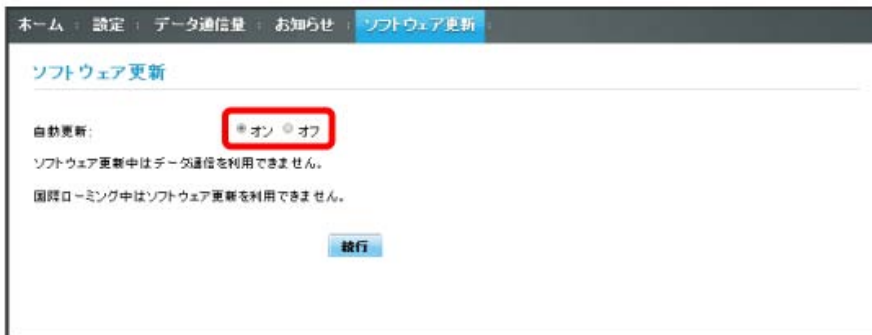 ホーム 設定 データ通信量 お知らせ ソフトウェア更新
ソフトウェア更新
自動更新: オン オフ
ソフトウェア更新中はデータ通信を利用できません。
国際ローミング中はソフトウェア更新を利用できません。
続行